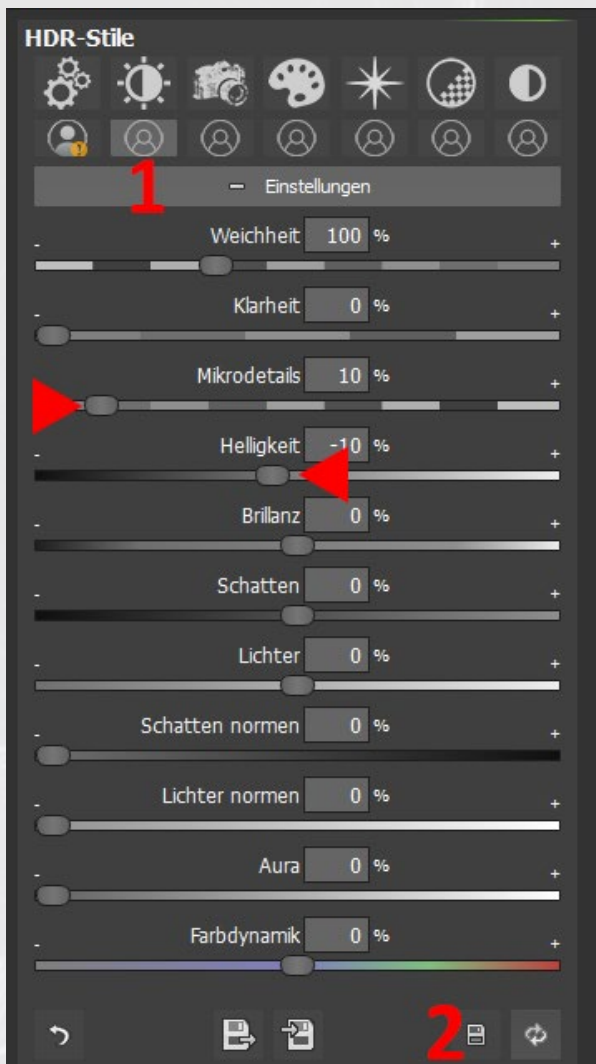 HDR-Stile
1
Einstellungen
Weichheit 100 %
- +
Klarheit 0 %
- +
Mikrodetails 10 %
+
Helligkeit -10 %
- +
Brillanz 0 %
- +
Schatten 0 %
- +
Lichter 0 %
- +
Schatten normen 0 %
- +
Lichter normen 0 %
- +
Aura 0 %
- +
Farbdynamik 0 %
- +
2